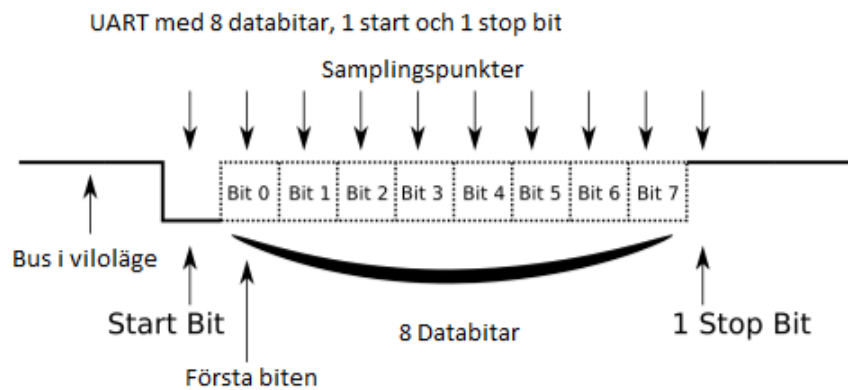 UART med 8 databitar, 1 start och 1 stop bit
Samplingspunkter
Bit 0 Bit 1 Bit 2 Bit 3 Bit 4 Bit 5 Bit 6 Bit 7
Bus i viloläge
Start Bit
8 Databitar
1 Stop Bit
Första biten